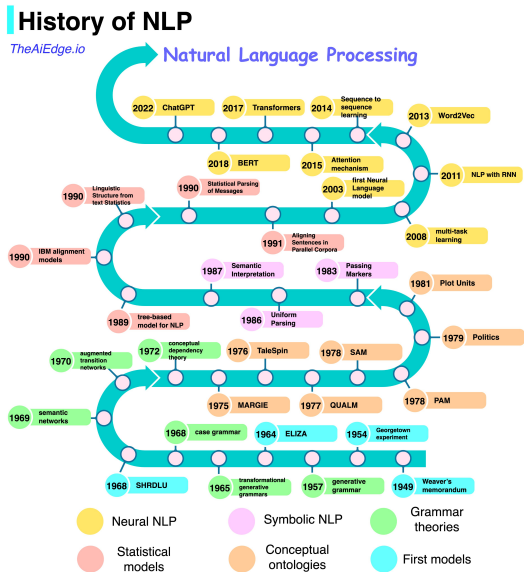 History of NLP
TheAiEdge.io
Natural Language Processing
2022 ChatGPT
2017 Transformers
2014 Sequence to
sequence
learning
2013 Word2Vec
2018 BERT
2015 Attention
mechanism
2011 NLP with RNN
1990 Linguistic
Structure from
text Statistics
1990 Statistical Parsing
of Messages
2003 first Neural
Language
model
2008 multi-task
learning
1991 Aligning
Sentences in
Parallel Corpora
1990 IBM alignment
models
1987 Semantic
Interpretation
1983 Passing
Markers
1981 Plot Units
1989 tree-based
model for NLP
1986 Uniform
Parsing
1979 Politics
1970 augmented
transition
networks
1972 conceptual
dependency
theory
1976 TaleSpin
1978 SAM
1975 MARGIE
1977 QUALM
1978 PAM
1969 semantic
networks
1968 case grammar
1964 ELIZA
1954 Georgetown
experiment
1968 SHRDLU
1965 transformational
generative
grammars
1957 generative
grammar
1949 Weaver's
memorandum
Neural NLP
Symbolic NLP
Grammar
theories
Statistical
models
Conceptual
ontologies
First models